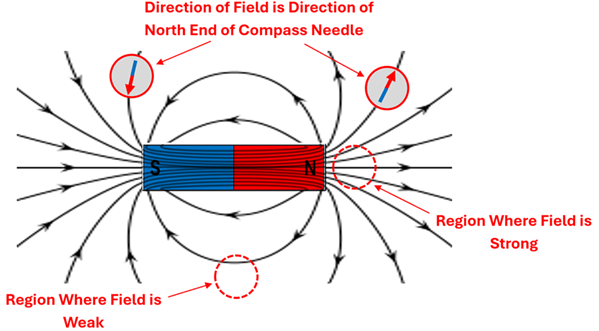 Direction of Field is Direction of
North End of Compass Needle
S
N
Region Where Field is
Strong
Region Where Field is
Weak